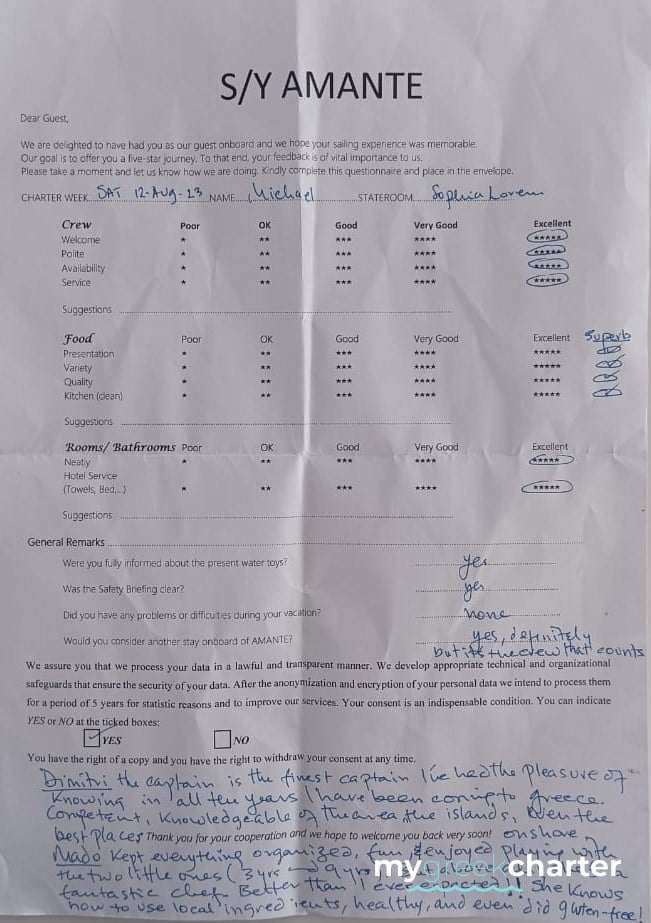 S/Y AMANTE
Dear Guest,
We are delighted to have had you as our guest onboard and we hope your sailing experience was memorable.
Our goal is to offer you a five-star journey. To that end, your feedback is of vital importance to us.
Please take a moment and let us know how we are doing. Kindly complete this questionnaire and place in the envelope.
CHARTER WEEK SAT 12-Aug-23 NAME Michael STATEROOM Sophia Loren
Crew Poor OK Good Very Good Excellent
Welcome * ** *** **** *****
Polite * ** *** **** *****
Availability * ** *** **** *****
Service * ** *** **** *****
Suggestions
Food Poor OK Good Very Good Excellent Superb
Presentation * ** *** **** *****
Variety * ** *** **** *****
Quality * ** *** **** *****
Kitchen (clean) * ** *** **** *****
Suggestions
Rooms/ Bathrooms Poor OK Good Very Good Excellent
Neatly * ** *** **** *****
Hotel Service
(Towels, Bed,...) * ** *** **** *****
Suggestions
General Remarks
Were you fully informed about the present water toys? yes
Was the Safety Briefing clear? yes
Did you have any problems or difficulties during your vacation? none
Would you consider another stay onboard of AMANTE? yes, definitely
but its the crew that counts
We assure you that we process your data in a lawful and transparent manner. We develop appropriate technical and organizational
safeguards that ensure the security of your data. After the anonymization and encryption of your personal data we intend to process them
for a period of 5 years for statistic reasons and to improve our services. Your consent is an indispensable condition. You can indicate
YES or NO at the ticked boxes:
YES NO
You have the right of a copy and you have the right to withdraw your consent at any time.
Dimitri the captain is the finest captain I've had the pleasure of
knowing in all ten years I have been coming to greece.
Competent, knowledgeable of the area, the islands, even the
best places onshore
Thank you for your cooperation and we hope to welcome you back very soon!
Mado kept everything organized, fun, enjoyed playing with
the two little ones (3yrs 9yrs
mygreekcharter
fantastic chef. Better than I ever She knows
how to use local ingredients, healthy, and even did gluten-free!